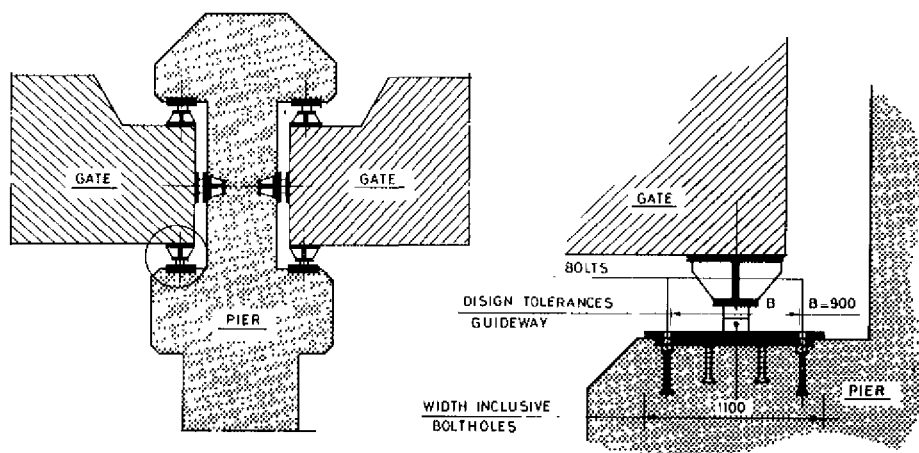 GATE
GATE
PIER
GATE
BOLTS
DISIGN TOLERANCES
GUIDEWAY
B
B=900
PIER
WIDTH INCLUSIVE
BOLTHOLES
1100